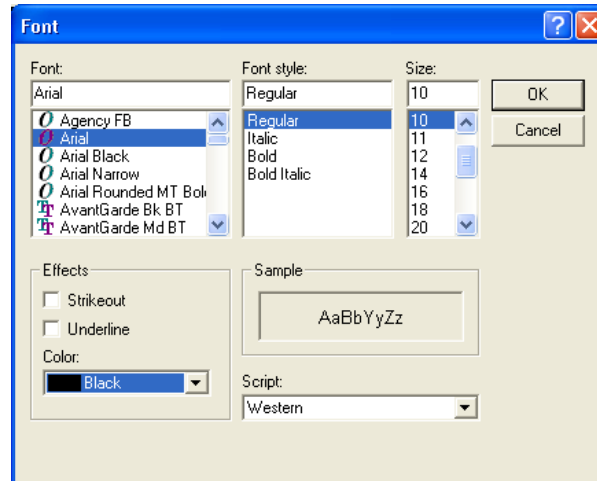 Font
Font:
Arial
Agency FB
Arial
Arial Black
Arial Narrow
Arial Rounded MT Bol
AvantGarde Bk BT
AvantGarde Md BT
Font style:
Regular
Regular
Italic
Bold
Bold Italic
Size:
10
10
11
12
14
16
18
20
OK
Cancel
Effects
Strikeout
Underline
Color:
Black
Sample
AaBbYyZz
Script:
Western